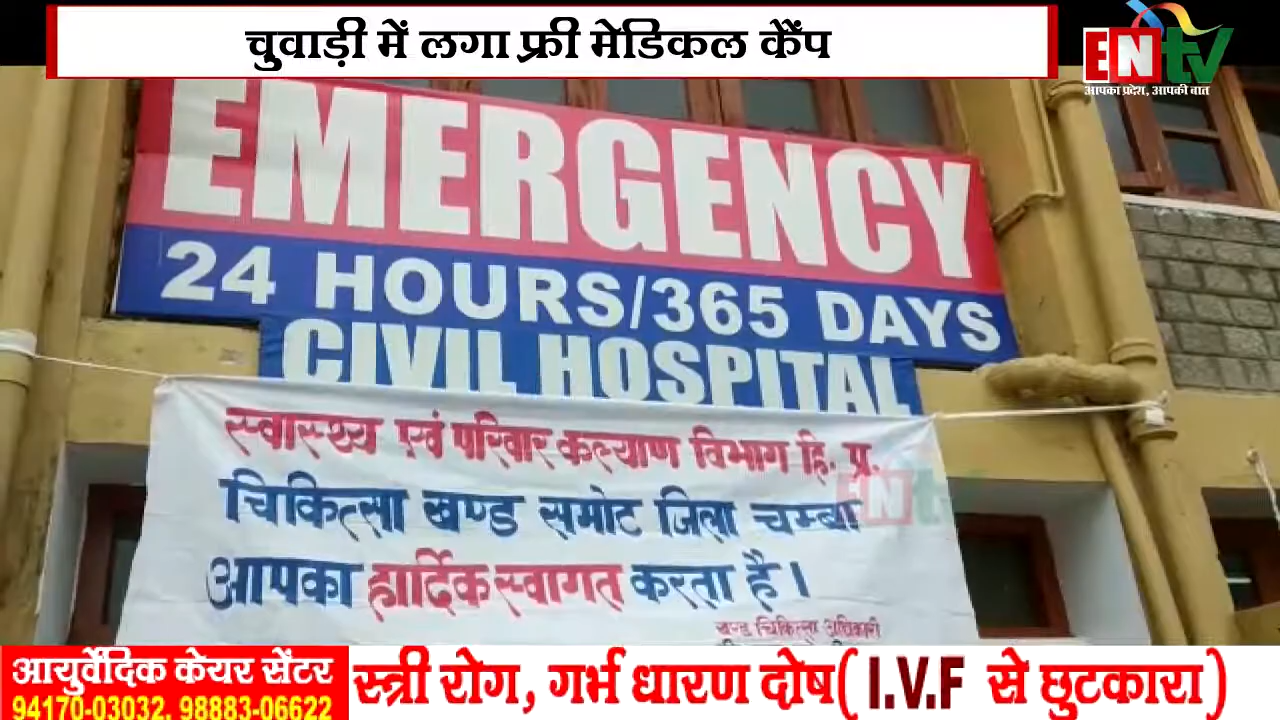 चुवाड़ी में लगा फ्री मेडिकल कैंप
ENtv
आपका प्रदेश, आपकी बात
EMERGENCY
24 HOURS/365 DAYS
CIVIL HOSPITAL
स्वास्थ्य एवं परिवार कल्याण विभाग हि. प्र.
चिकित्सा खण्ड समोट जिला चम्बा
ENtv
आपका हार्दिक स्वागत करता है।
खण्ड चिकित्सा अधिकारी
आयुर्वेदिक केयर सेंटर
94170-03032, 98883-06622
स्त्री रोग, गर्भ धारण दोष( I.V.F से छुटकारा)